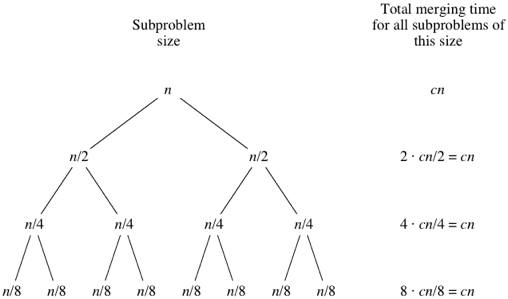 Subproblem
size
Total merging time
for all subproblems of
this size
n
cn
n/2 n/2
2 · cn/2 = cn
n/4 n/4 n/4 n/4
4 · cn/4 = cn
n/8 n/8 n/8 n/8 n/8 n/8 n/8 n/8
8 · cn/8 = cn